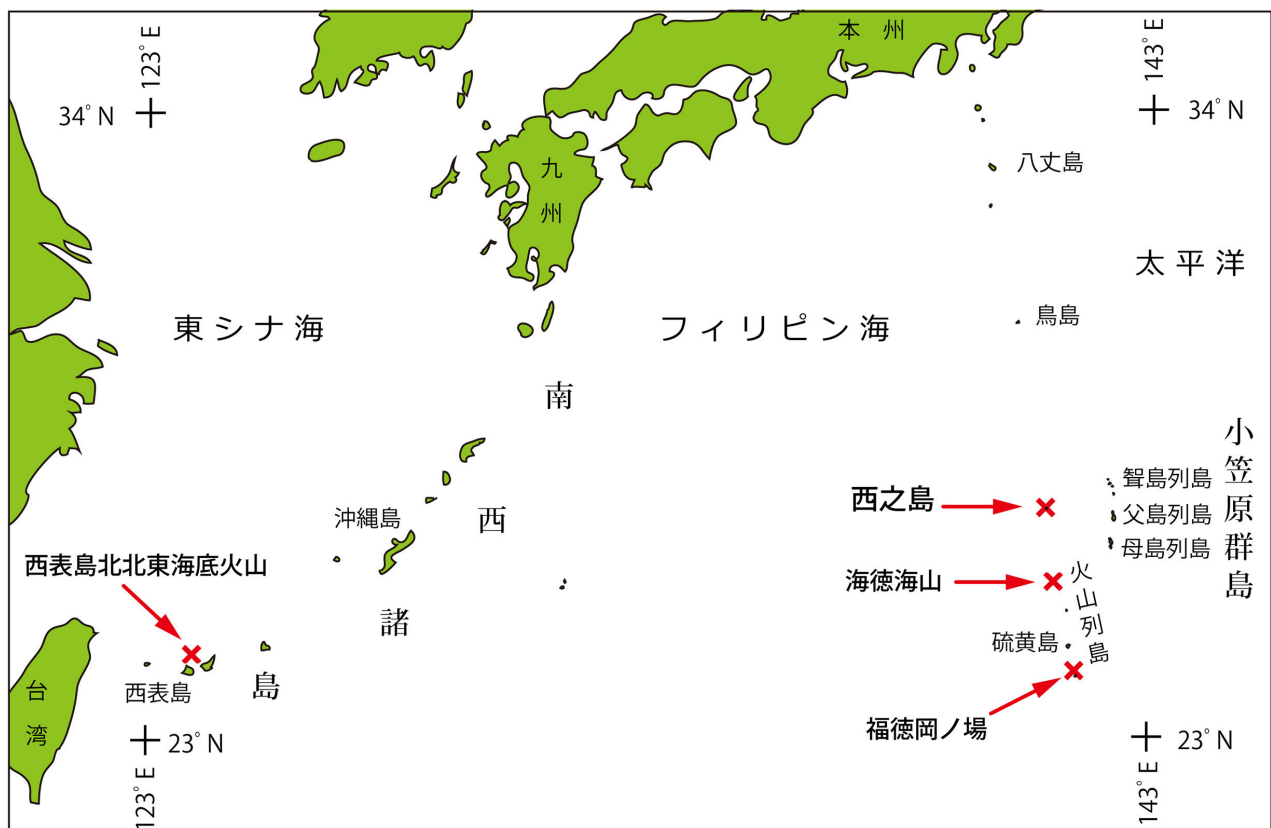 123° E
本州
143° E
34° N
34° N
九州
八丈島
太平洋
東シナ海
フィリピン海
鳥島
南西諸島
小笠原群島
聟島列島
西之島
父島列島
沖縄島
母島列島
西表島北北東海底火山
海徳海山
火山列島
硫黄島
西表島
台湾
福徳岡ノ場
23° N
23° N
123° E
143° E